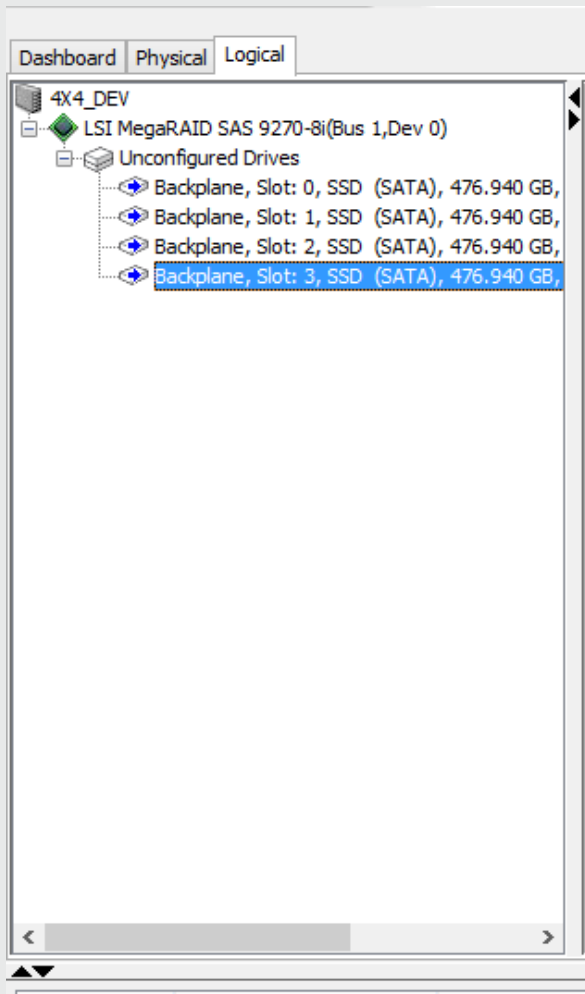 Dashboard Physical Logical
4X4_DEV
LSI MegaRAID SAS 9270-8i(Bus 1,Dev 0)
Unconfigured Drives
Backplane, Slot: 0, SSD (SATA), 476.940 GB,
Backplane, Slot: 1, SSD (SATA), 476.940 GB,
Backplane, Slot: 2, SSD (SATA), 476.940 GB,
Backplane, Slot: 3, SSD (SATA), 476.940 GB,